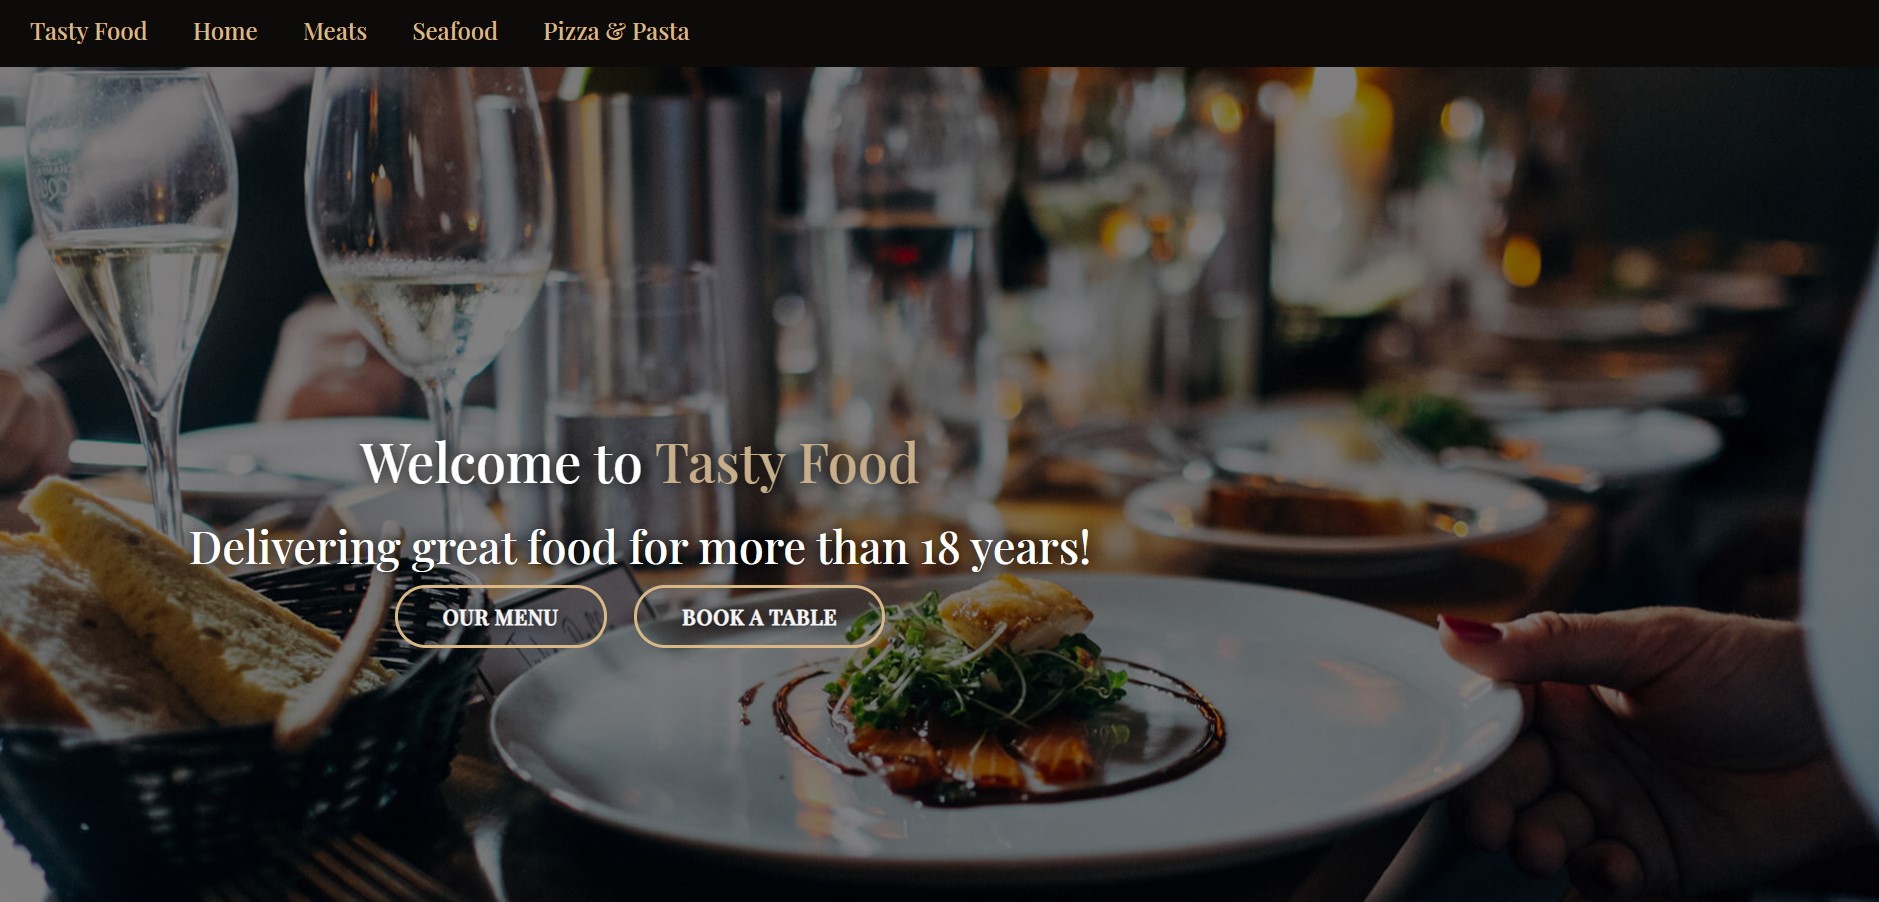 Tasty Food Home Meats Seafood Pizza & Pasta
Welcome to Tasty Food
Delivering great food for more than 18 years!
OUR MENU BOOK A TABLE